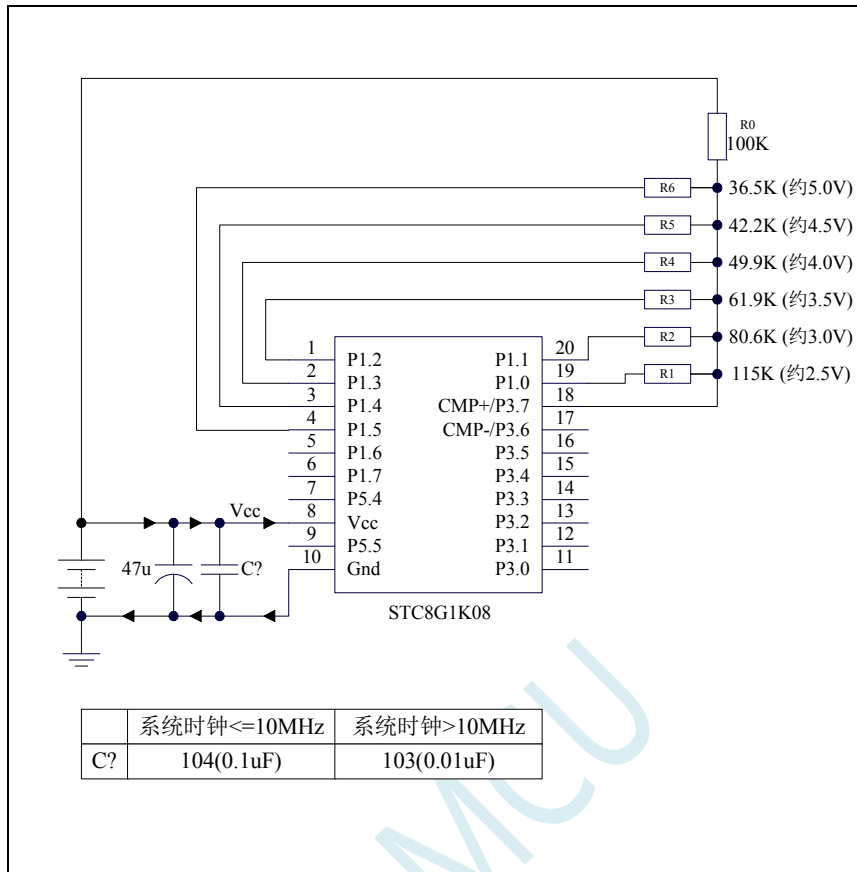 R0
100K
R6 36.5K (约5.0V)
R5 42.2K (约4.5V)
R4 49.9K (约4.0V)
R3 61.9K (约3.5V)
R2 80.6K (约3.0V)
R1 115K (约2.5V)
1 P1.2 P1.1 20
2 P1.3 P1.0 19
3 P1.4 CMP+/P3.7 18
4 P1.5 CMP-/P3.6 17
5 P1.6 P3.5 16
6 P1.7 P3.4 15
7 P5.4 P3.3 14
Vcc 8 Vcc P3.2 13
9 P5.5 P3.1 12
10 Gnd P3.0 11
47u C?
STC8G1K08
系统时钟<=10MHz 系统时钟>10MHz
C? 104(0.1uF) 103(0.01uF)
MCU